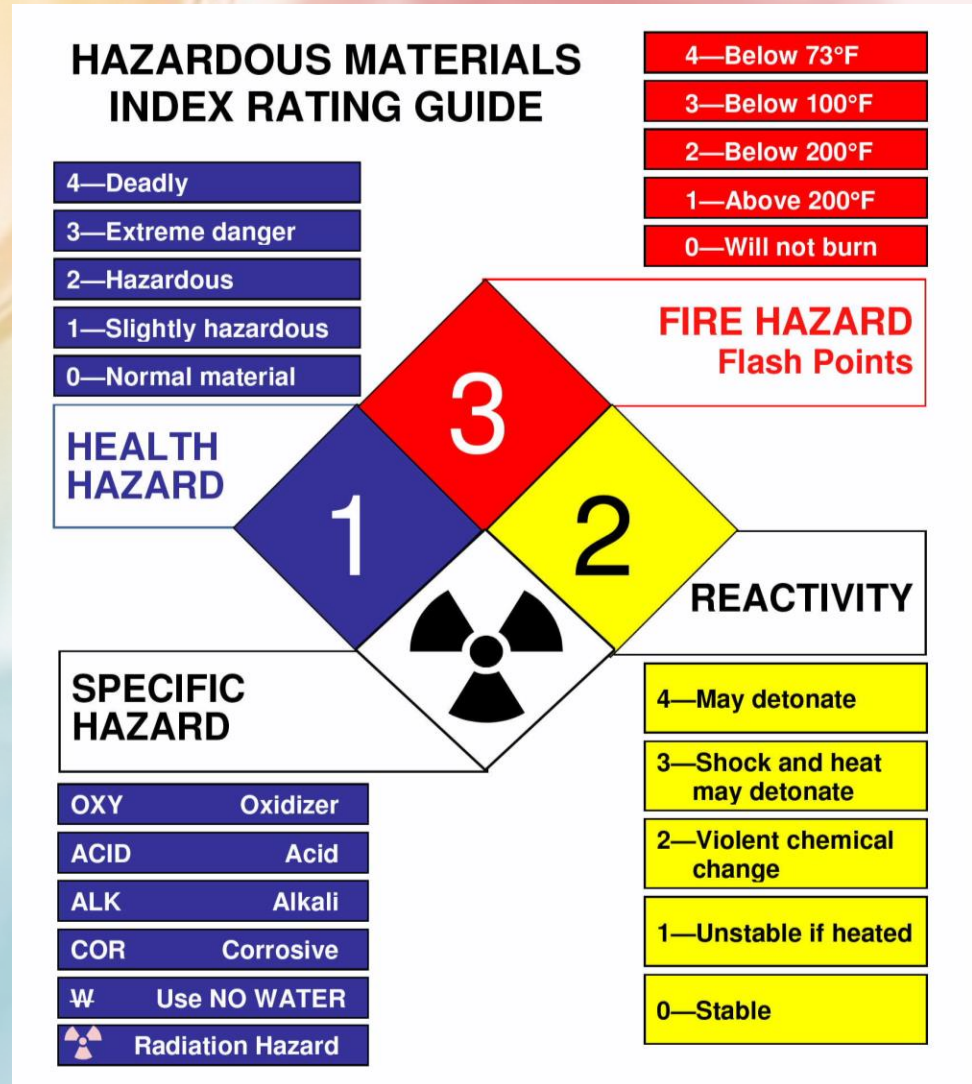 HAZARDOUS MATERIALS
INDEX RATING GUIDE
4—Below 73°F
3—Below 100°F
2—Below 200°F
1—Above 200°F
0—Will not burn
FIRE HAZARD
Flash Points
4—Deadly
3—Extreme danger
2—Hazardous
1—Slightly hazardous
0—Normal material
HEALTH
HAZARD
3
1
2
REACTIVITY
4—May detonate
3—Shock and heat
may detonate
2—Violent chemical
change
1—Unstable if heated
0—Stable
SPECIFIC
HAZARD
OXY Oxidizer
ACID Acid
ALK Alkali
COR Corrosive
W̶ Use NO WATER
Radiation Hazard